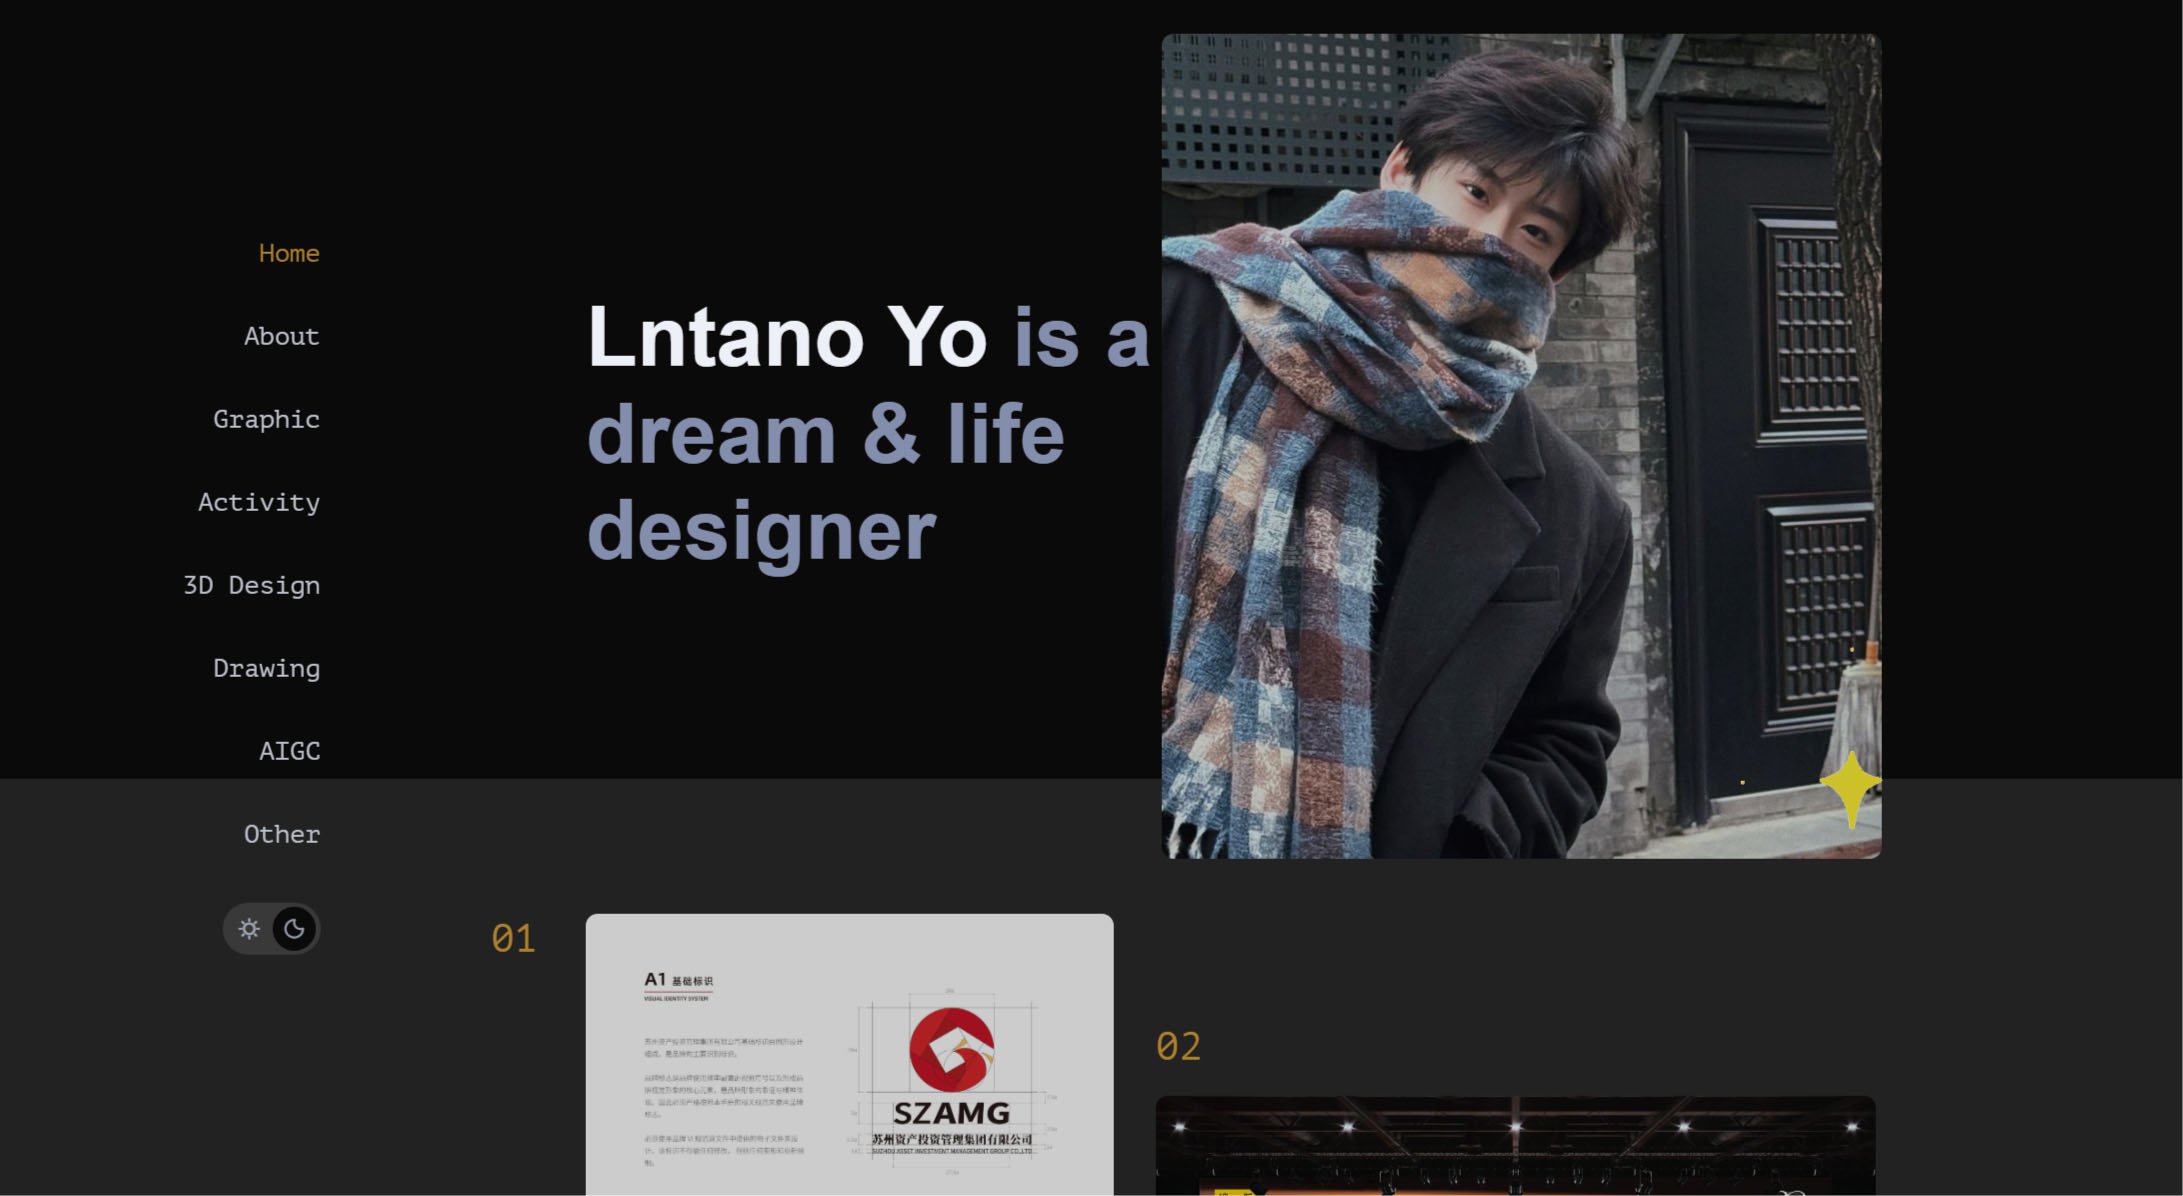 Home
About
Graphic
Activity
3D Design
Drawing
AIGC
Other
Lntano Yo is a
dream & life
designer
01
A1 基础标识
VISUAL IDENTITY SYSTEM
SZAMG
苏州资产投资管理集团有限公司
SUZHOU ASSET INVESTMENT MANAGEMENT GROUP CO.,LTD.
02